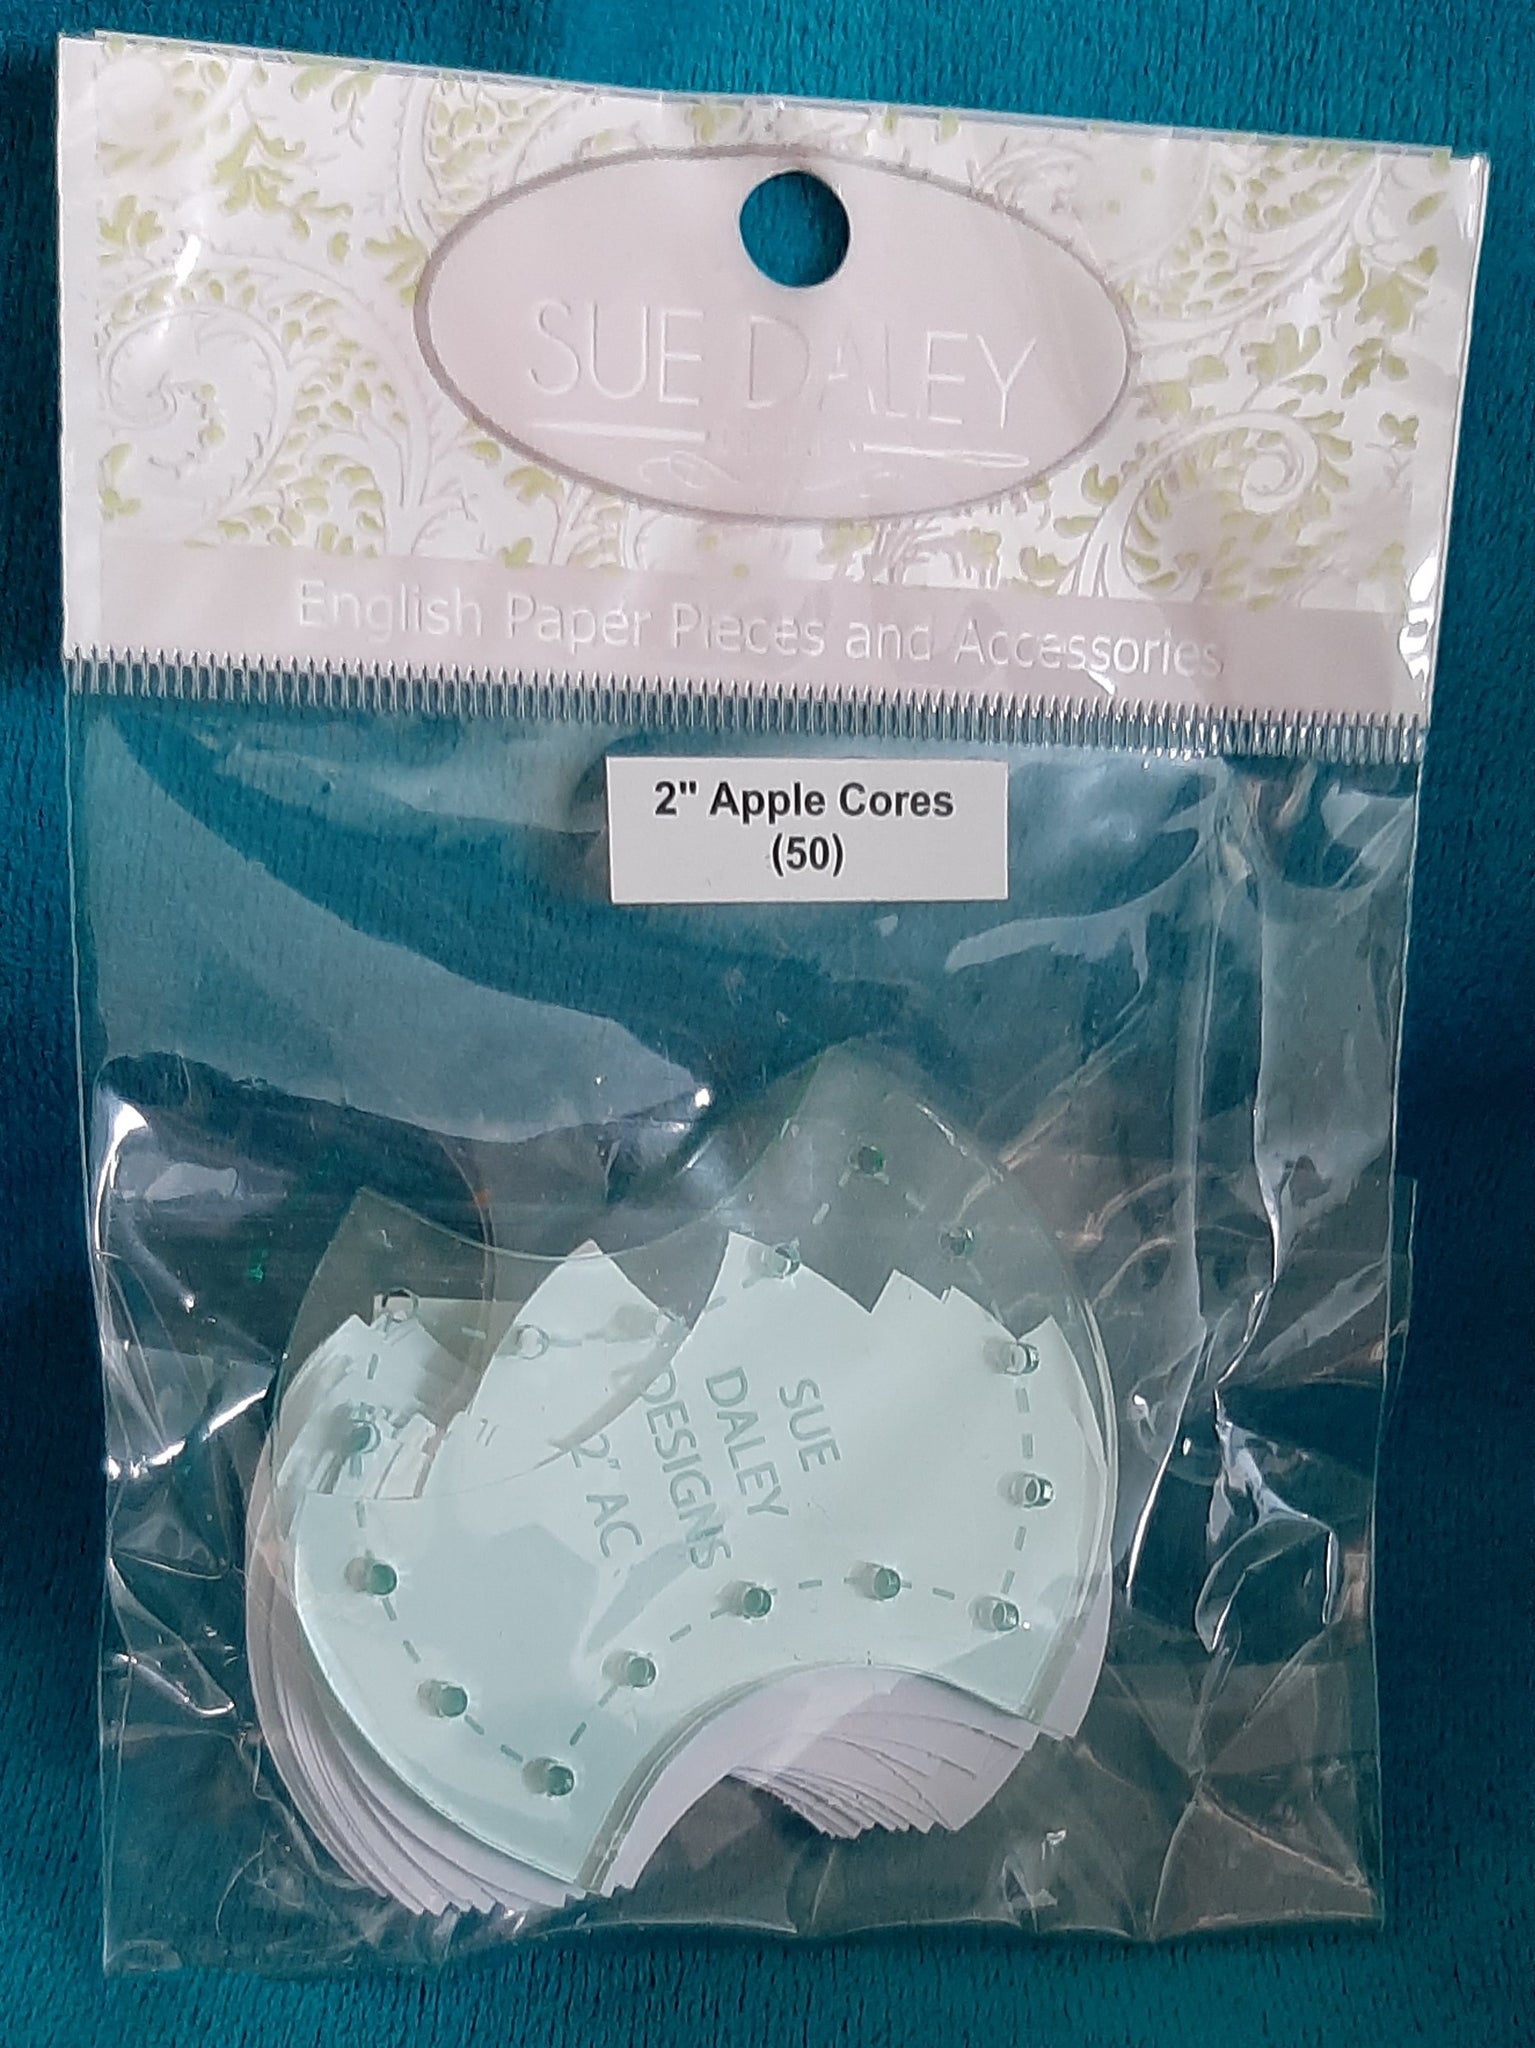 SUE DALEY
English Paper Pieces and Accessories
2" Apple Cores
(50)
SUE
DALEY
DESIGNS
2" AC